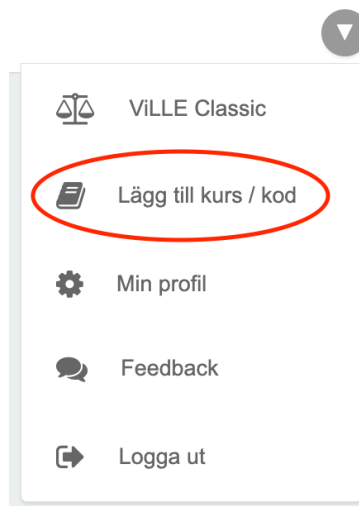 ViLLE Classic
Lägg till kurs / kod
Min profil
Feedback
Logga ut